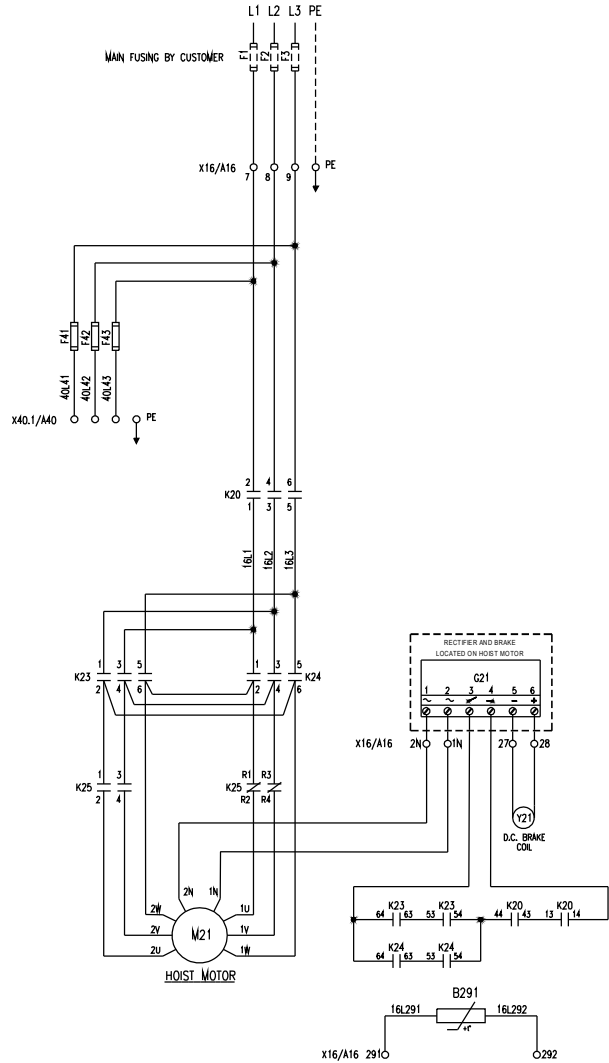 L1 L2 L3 PE
MAIN FUSING BY CUSTOMER
F1 F2 F3
X16/A16 7 8 9 PE
F41 F42 F43
40L41 40L42 40L43
X40.1/A40 PE
2 4 6
K20
1 3 5
16L1 16L2 16L3
RECTIFIER AND BRAKE
LOCATED ON HOIST MOTOR
G21
1 2 3 4 5 6
1 3 5 1 3 5
K23 K24
2 4 6 2 4 6
X16/A16 2N 1N 27 28
1 3 R1 R3
K25 K25
2 4 R2 R4
Y21
D.C. BRAKE
COIL
2N 1N
2W 1U
2V M21 1V
2U 1W
HOIST MOTOR
K23 K23 K20 K20
64 63 53 54 44 43 13 14
K24 K24
64 63 53 54
B291
16L291 16L292
+t°
X16/A16 291 292